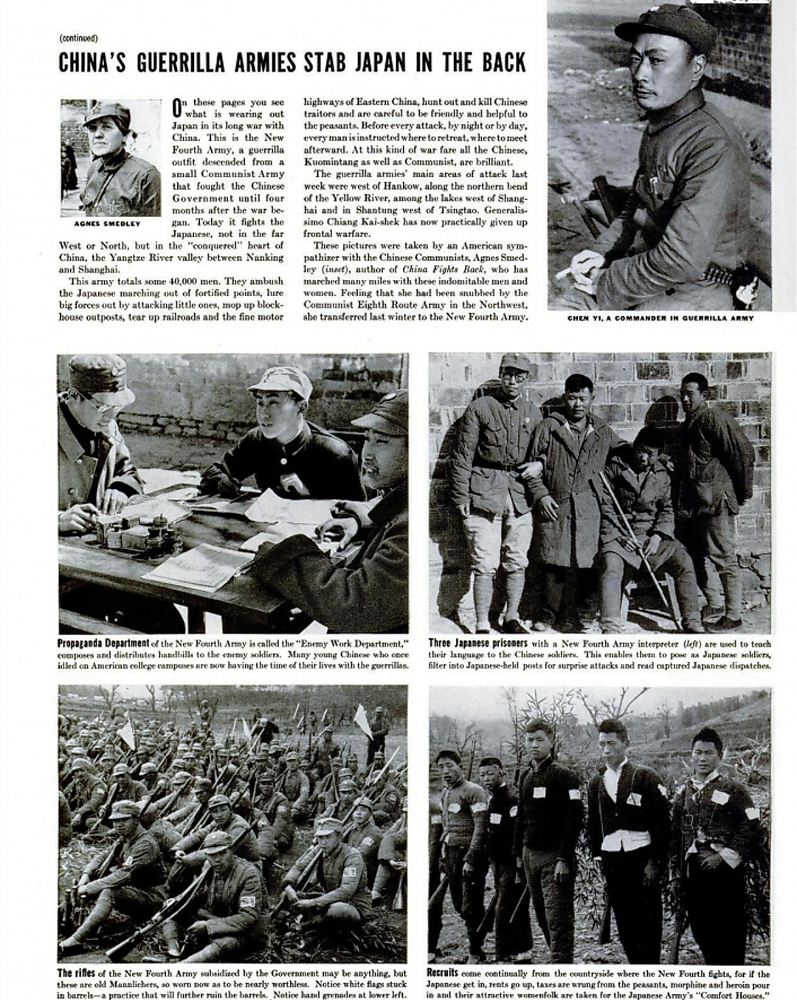 (continued)
CHINA'S GUERRILLA ARMIES STAB JAPAN IN THE BACK
AGNES SMEDLEY
On these pages you see
what is wearing out
Japan in its long war with
China. This is the New
Fourth Army, a guerrilla
outfit descended from a
small Communist Army
that fought the Chinese
Government until four
months after the war be-
gan. Today it fights the
Japanese, not in the far
West or North, but in the "conquered" heart of
China, the Yangtze River valley between Nanking
and Shanghai.
This army totals some 40,000 men. They ambush
the Japanese marching out of fortified points, lure
big forces out by attacking little ones, mop up block-
house outposts, tear up railroads and the fine motor
highways of Eastern China, hunt out and kill Chinese
traitors and are careful to be friendly and helpful to
the peasants. Before every attack, by night or by day,
every man is instructed where to retreat, where to meet
afterward. At this kind of war fare all the Chinese,
Kuomintang as well as Communist, are brilliant.
The guerrilla armies' main areas of attack last
week were west of Hankow, along the northern bend
of the Yellow River, among the lakes west of Shang-
hai and in Shantung west of Tsingtao. Generalis-
simo Chiang Kai-shek has now practically given up
frontal warfare.
These pictures were taken by an American sym-
pathizer with the Chinese Communists, Agnes Smed-
ley (inset), author of China Fights Back, who has
marched many miles with these indomitable men and
women. Feeling that she had been snubbed by the
Communist Eighth Route Army in the Northwest,
she transferred last winter to the New Fourth Army.
CHEN YI, A COMMANDER IN GUERRILLA ARMY
Propaganda Department of the New Fourth Army is called the "Enemy Work Department,"
composes and distributes handbills to the enemy soldiers. Many young Chinese who once
idled on American college campuses are now having the time of their lives with the guerrillas.
Three Japanese prisoners with a New Fourth Army interpreter (left) are used to teach
their language to the Chinese soldiers. This enables them to pose as Japanese soldiers,
filter into Japanese-held posts for surprise attacks and read captured Japanese dispatches.
The rifles of the New Fourth Army subsidized by the Government may be anything, but
these are old Mannlichers, so worn now as to be nearly worthless. Notice white flags stuck
in barrels—a practice that will further ruin the barrels. Notice hand grenades at lower left.
Recruits come continually from the countryside where the New Fourth fights, for if the
Japanese get in, rents go up, taxes are wrung from the peasants, morphine and heroin pour
in and their attractive womenfolk are taken for the Japanese Army's "Comfort Houses."